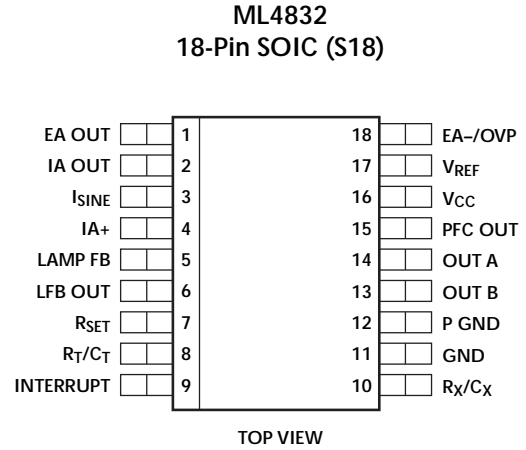 ML4832
18-Pin SOIC (S18)
EA OUT 1 18 EA–/OVP
IA OUT 2 17 VREF
ISINE 3 16 VCC
IA+ 4 15 PFC OUT
LAMP FB 5 14 OUT A
LFB OUT 6 13 OUT B
RSET 7 12 P GND
RT/CT 8 11 GND
INTERRUPT 9 10 RX/CX
TOP VIEW